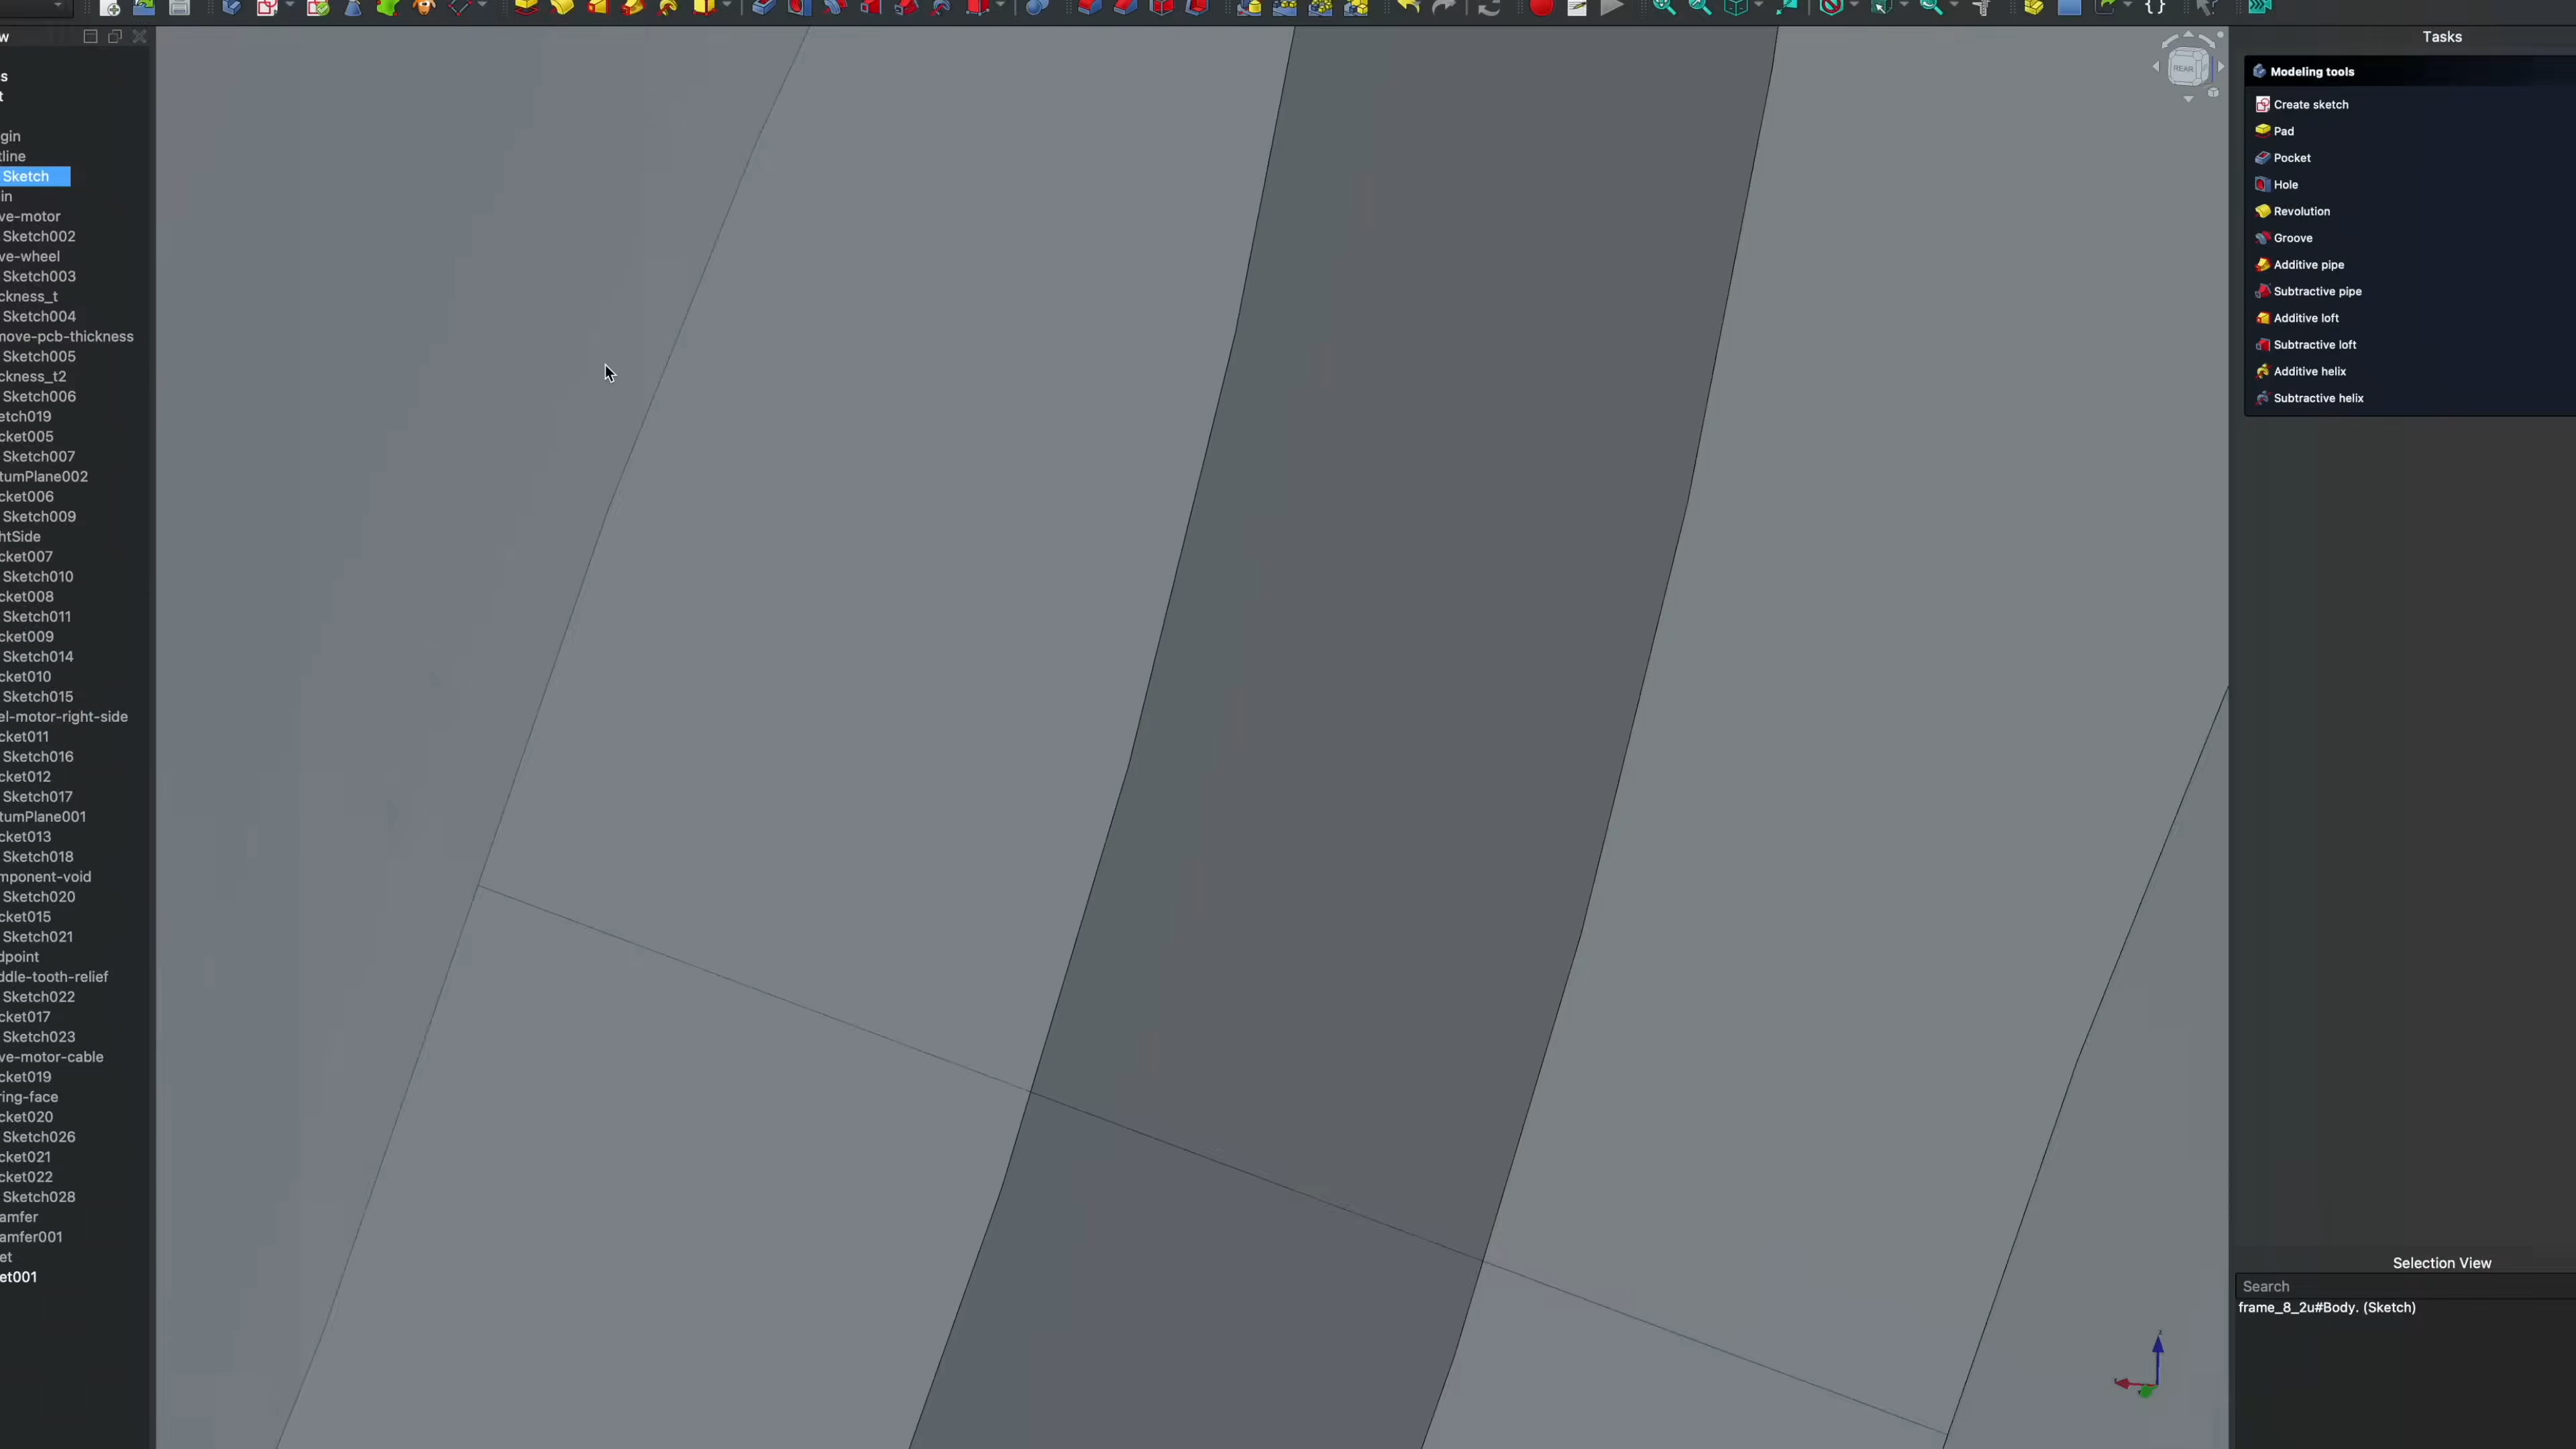 w
s
t
gin
tline
Sketch
in
ve-motor
Sketch002
ve-wheel
Sketch003
ckness_t
Sketch004
move-pcb-thickness
Sketch005
ckness_t2
Sketch006
etch019
cket005
Sketch007
tumPlane002
cket006
Sketch009
htSide
cket007
Sketch010
cket008
Sketch011
cket009
Sketch014
cket010
Sketch015
el-motor-right-side
cket011
Sketch016
cket012
Sketch017
tumPlane001
cket013
Sketch018
mponent-void
Sketch020
cket015
Sketch021
dpoint
ddle-tooth-relief
Sketch022
cket017
Sketch023
ve-motor-cable
cket019
ring-face
cket020
Sketch026
cket021
cket022
Sketch028
amfer
amfer001
et
et001
REAR
z
Tasks
Modeling tools
Create sketch
Pad
Pocket
Hole
Revolution
Groove
Additive pipe
Subtractive pipe
Additive loft
Subtractive loft
Additive helix
Subtractive helix
Selection View
Search
frame_8_2u#Body. (Sketch)